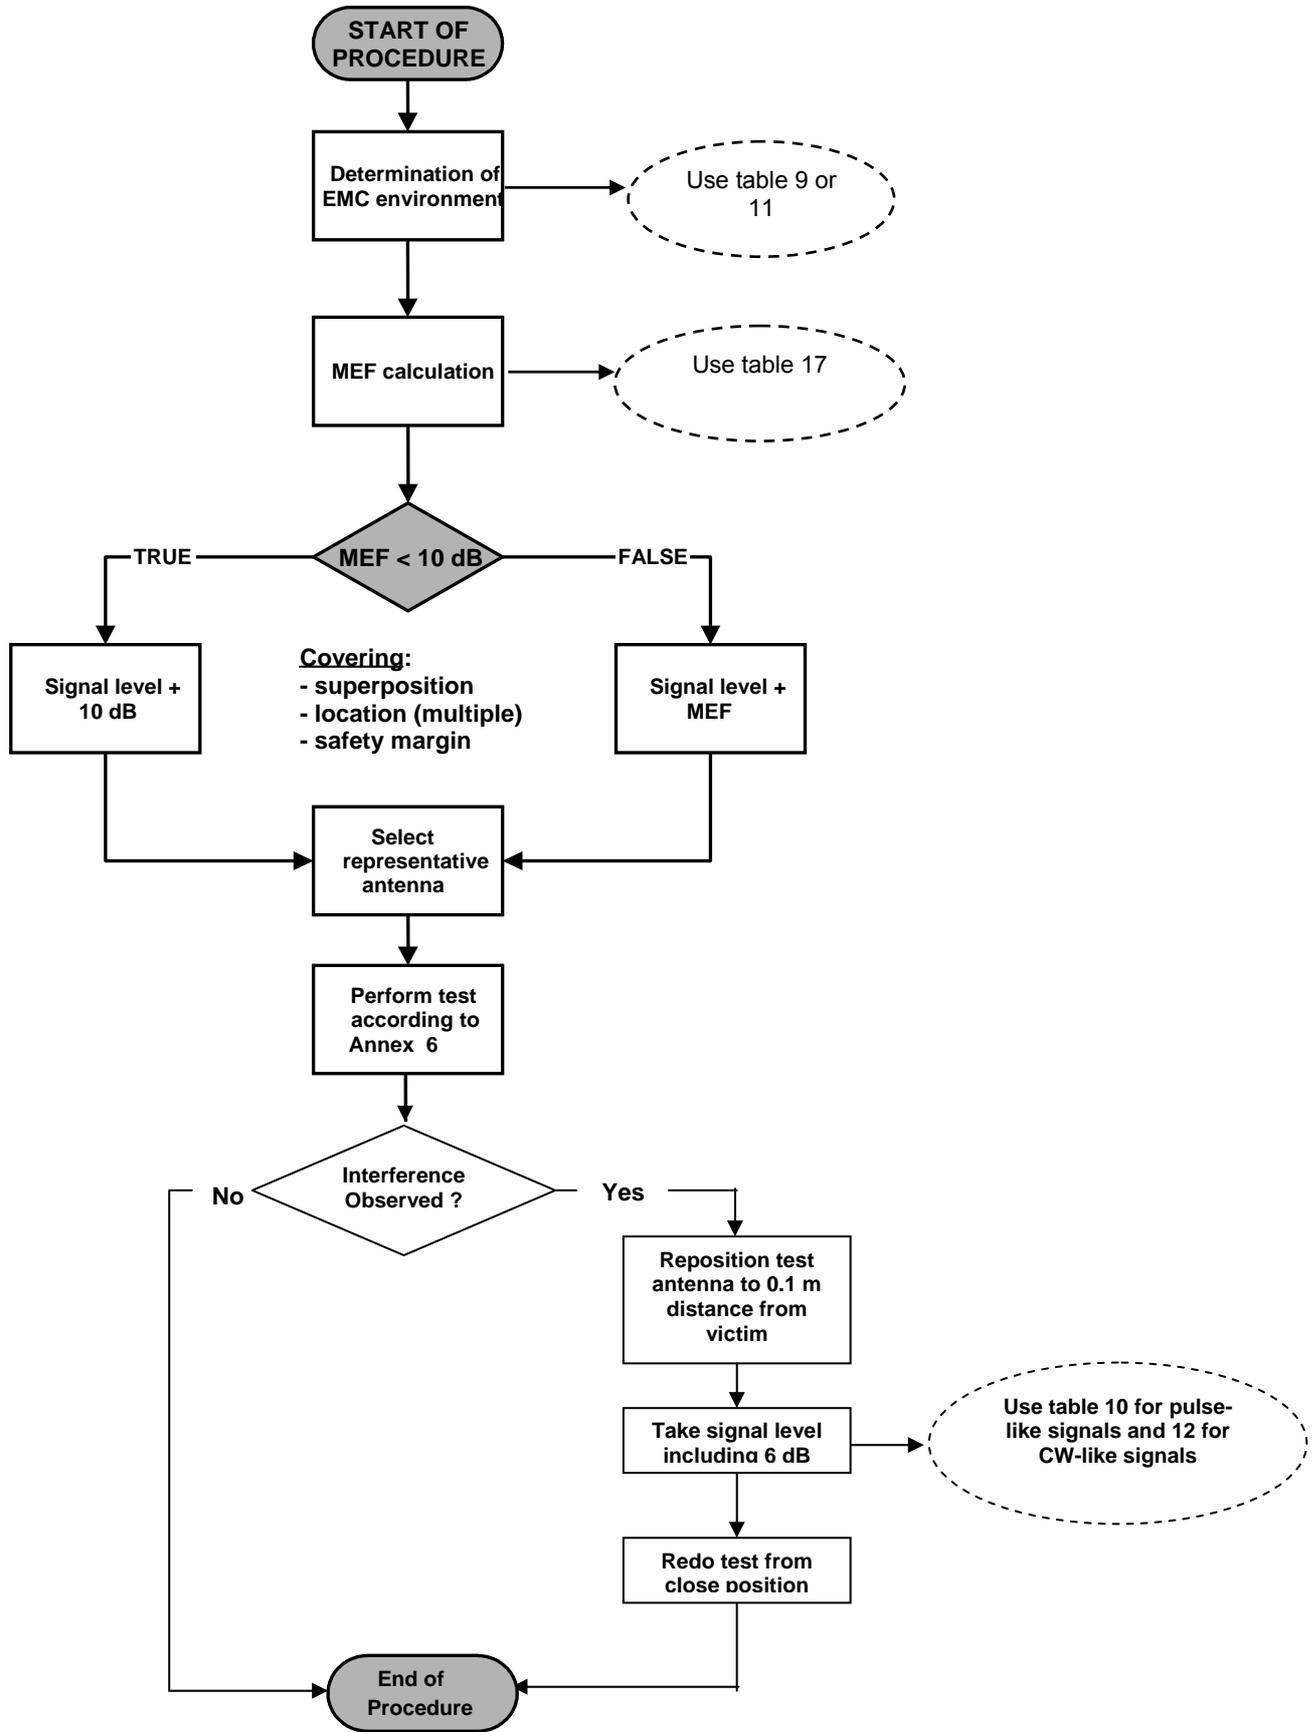 START OF
PROCEDURE
Determination of
EMC environment
Use table 9 or
11
MEF calculation
Use table 17
MEF < 10 dB
TRUE
FALSE
Signal level +
10 dB
Covering:
- superposition
- location (multiple)
- safety margin
Signal level +
MEF
Select
representative
antenna
Perform test
according to
Annex 6
Interference
Observed ?
No
Yes
Reposition test
antenna to 0.1 m
distance from
victim
Take signal level
including 6 dB
Use table 10 for pulse-
like signals and 12 for
CW-like signals
Redo test from
close position
End of
Procedure